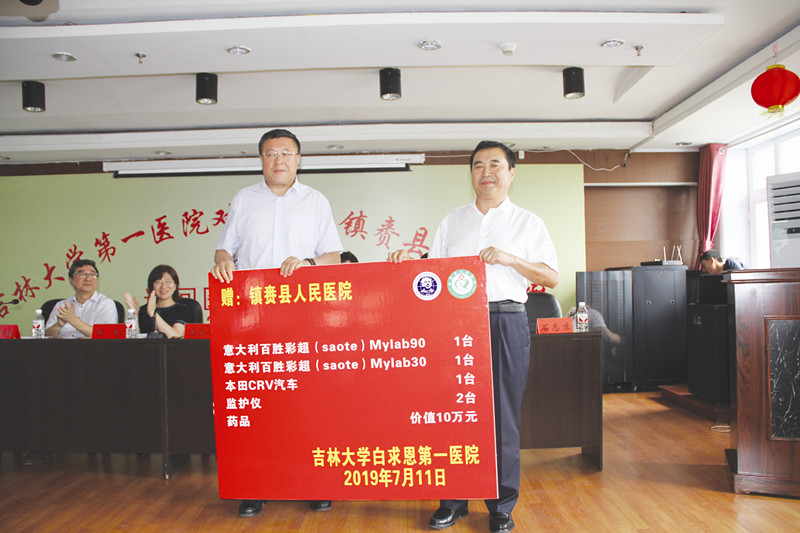 吉林大学第一医院对
镇赉县
赠：镇赉县人民医院
意大利百胜彩超（saote）Mylab90 1台
意大利百胜彩超（saote）Mylab30 1台
本田CRV汽车 1台
监护仪 2台
药品 价值10万元
吉林大学白求恩第一医院
2019年7月11日
石志生